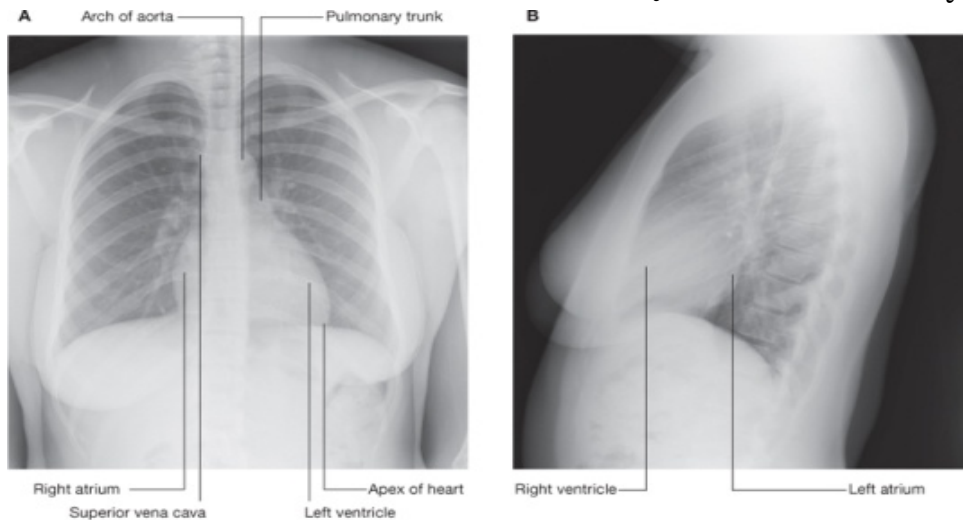 A
Arch of aorta
Pulmonary trunk
B
Right atrium
Superior vena cava
Apex of heart
Left ventricle
Right ventricle
Left atrium